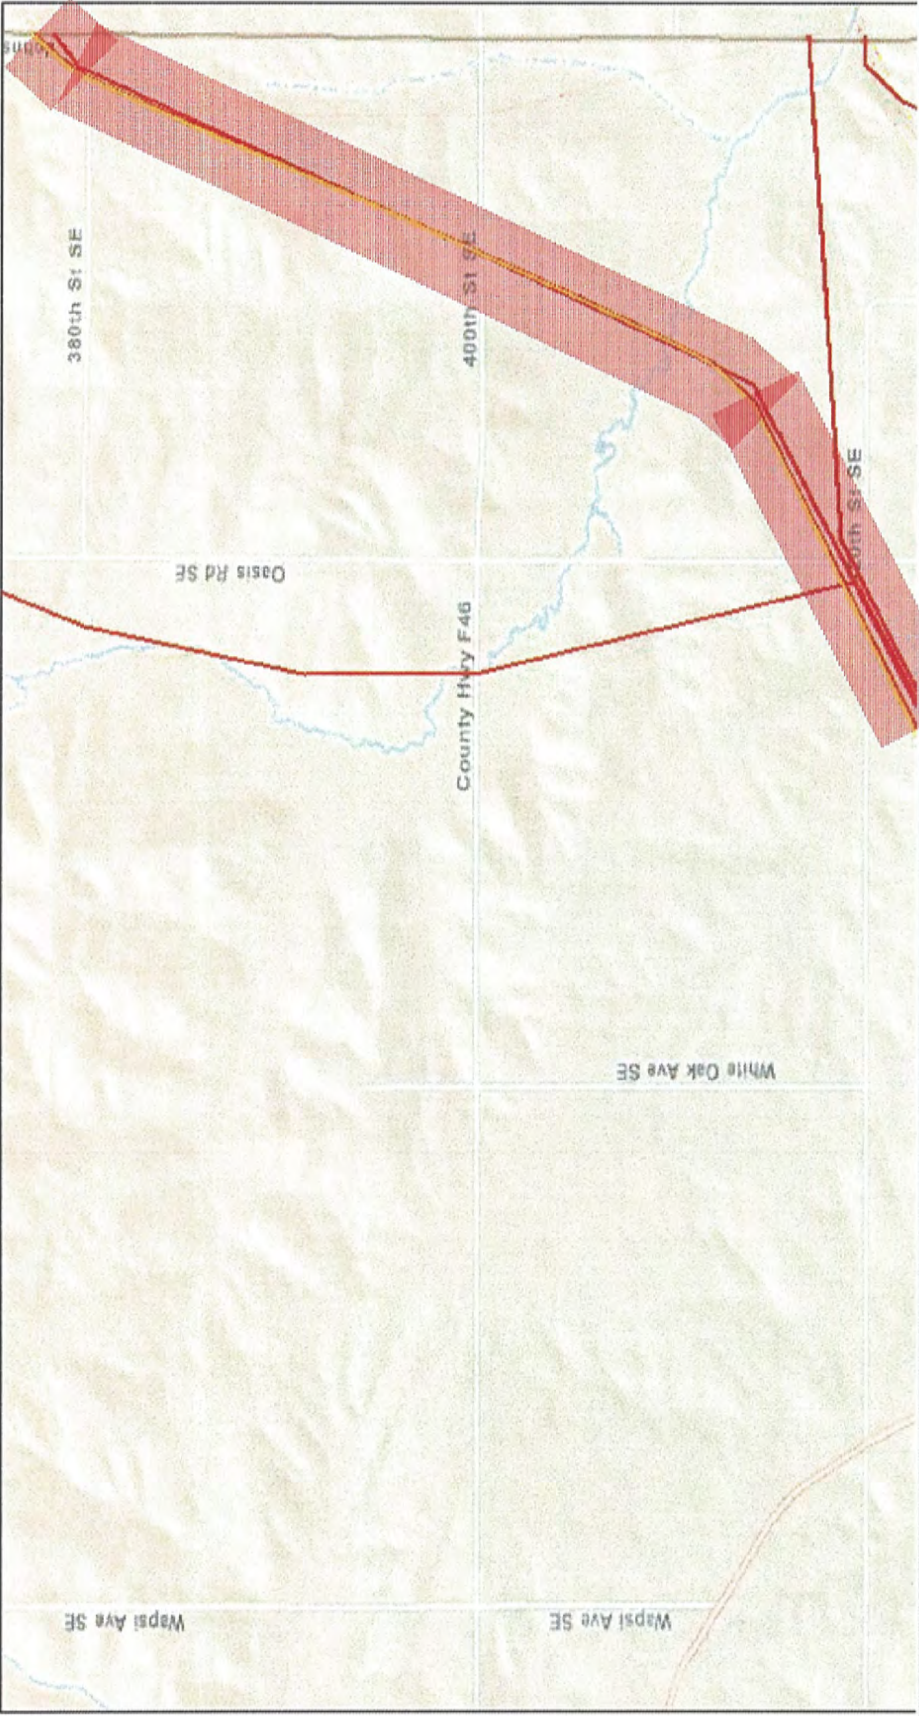 380th St SE
400th St SE
Oasis Rd SE
County Hwy F46
White Oak Ave SE
Wapsi Ave SE
Wapsi Ave SE